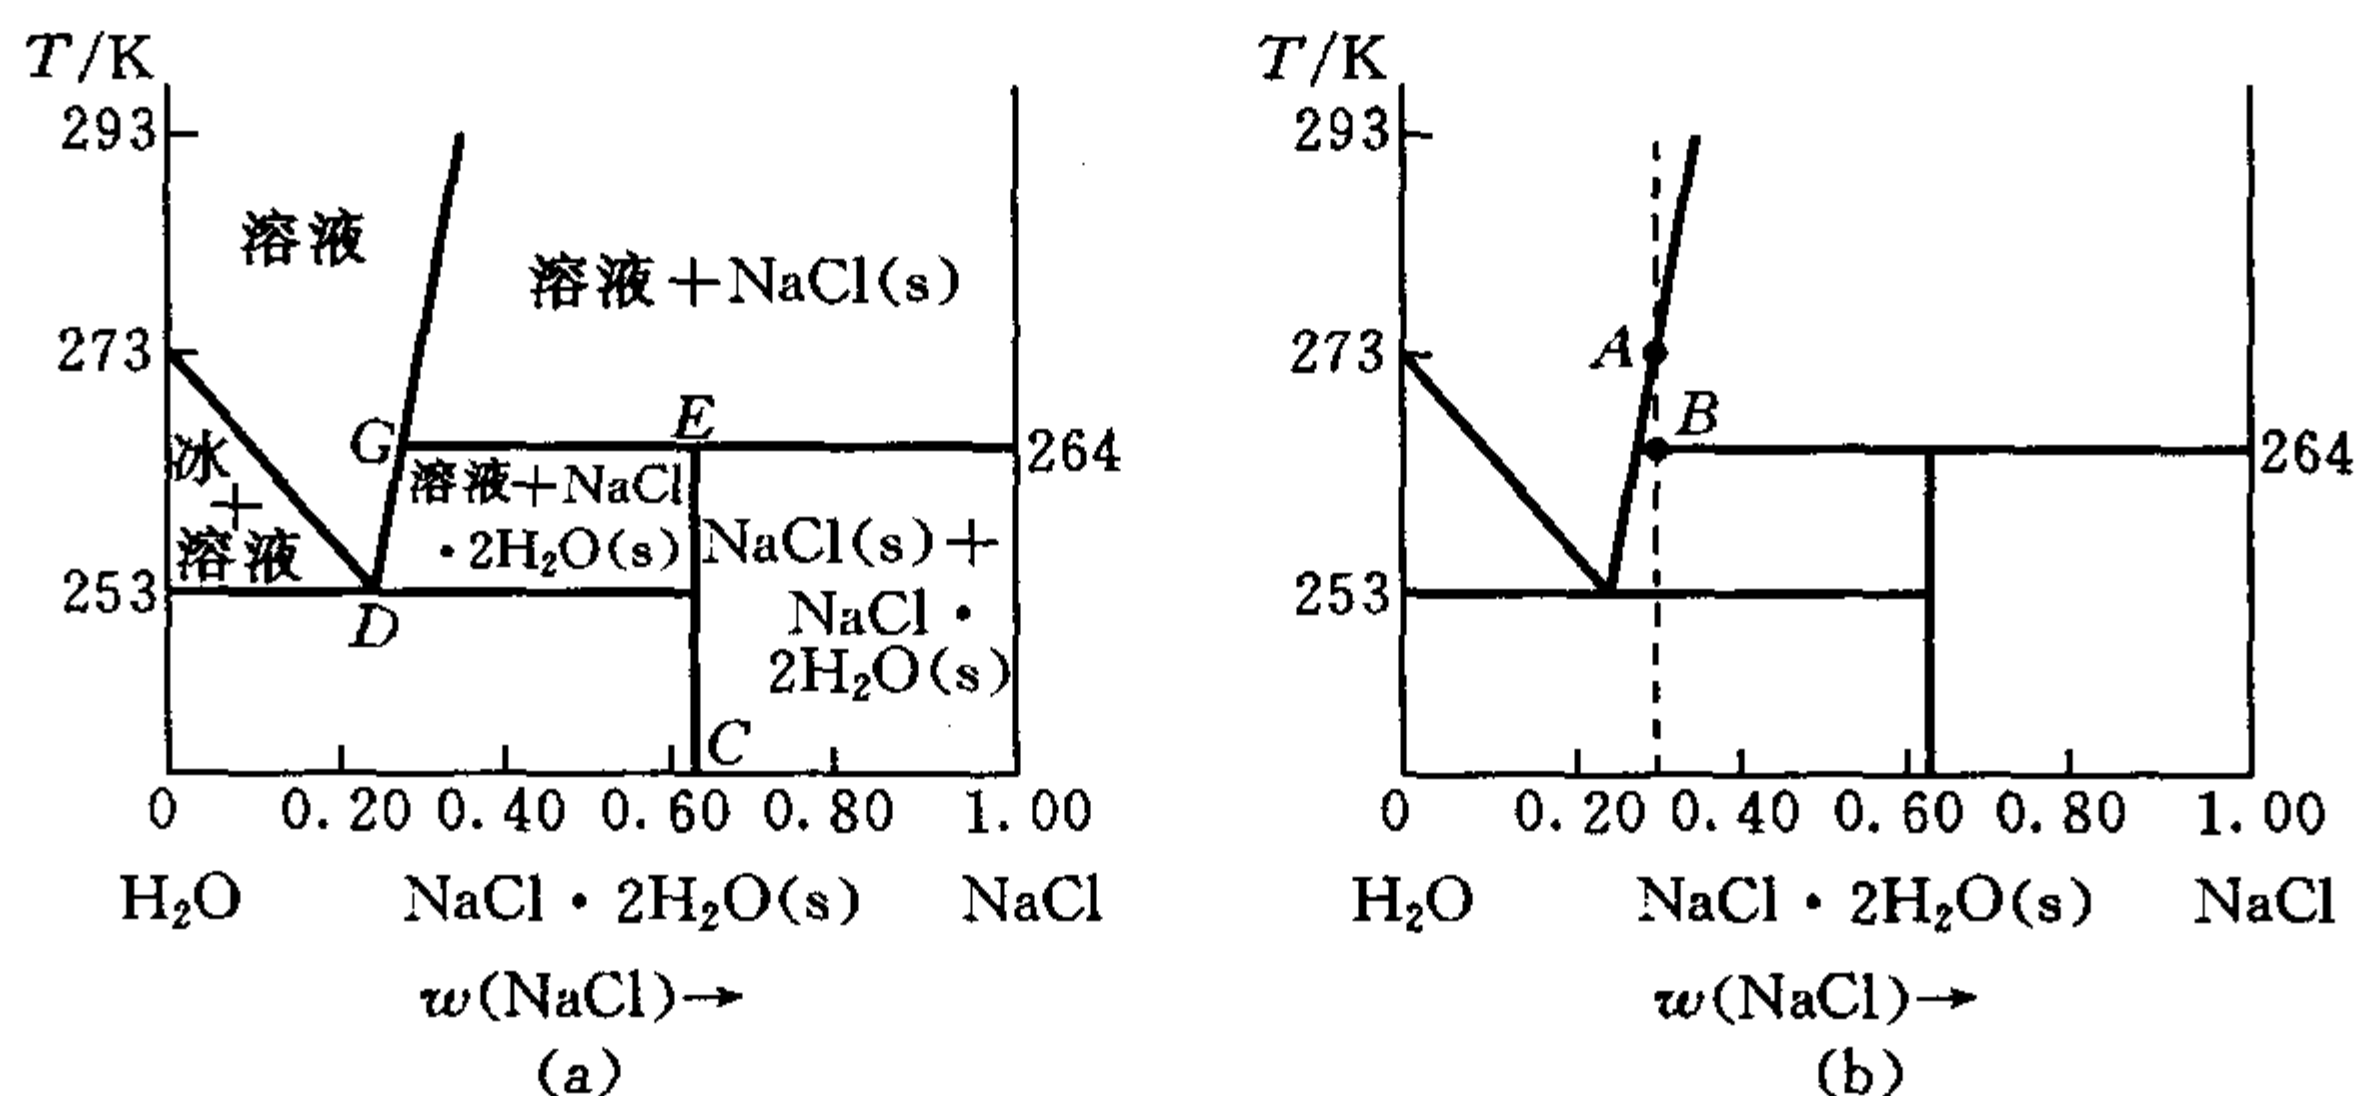 T/K
293
溶液
溶液+NaCl(s)
273
G
E
冰
+
溶液
溶液+NaCl
·2H₂O(s)
NaCl(s)+
NaCl·
2H₂O(s)
264
253
D
C
0 0.20 0.40 0.60 0.80 1.00
H₂O NaCl·2H₂O(s) NaCl
w(NaCl)→
(a)
T/K
293
273
A
B
264
253
0 0.20 0.40 0.60 0.80 1.00
H₂O NaCl·2H₂O(s) NaCl
w(NaCl)→
(b)